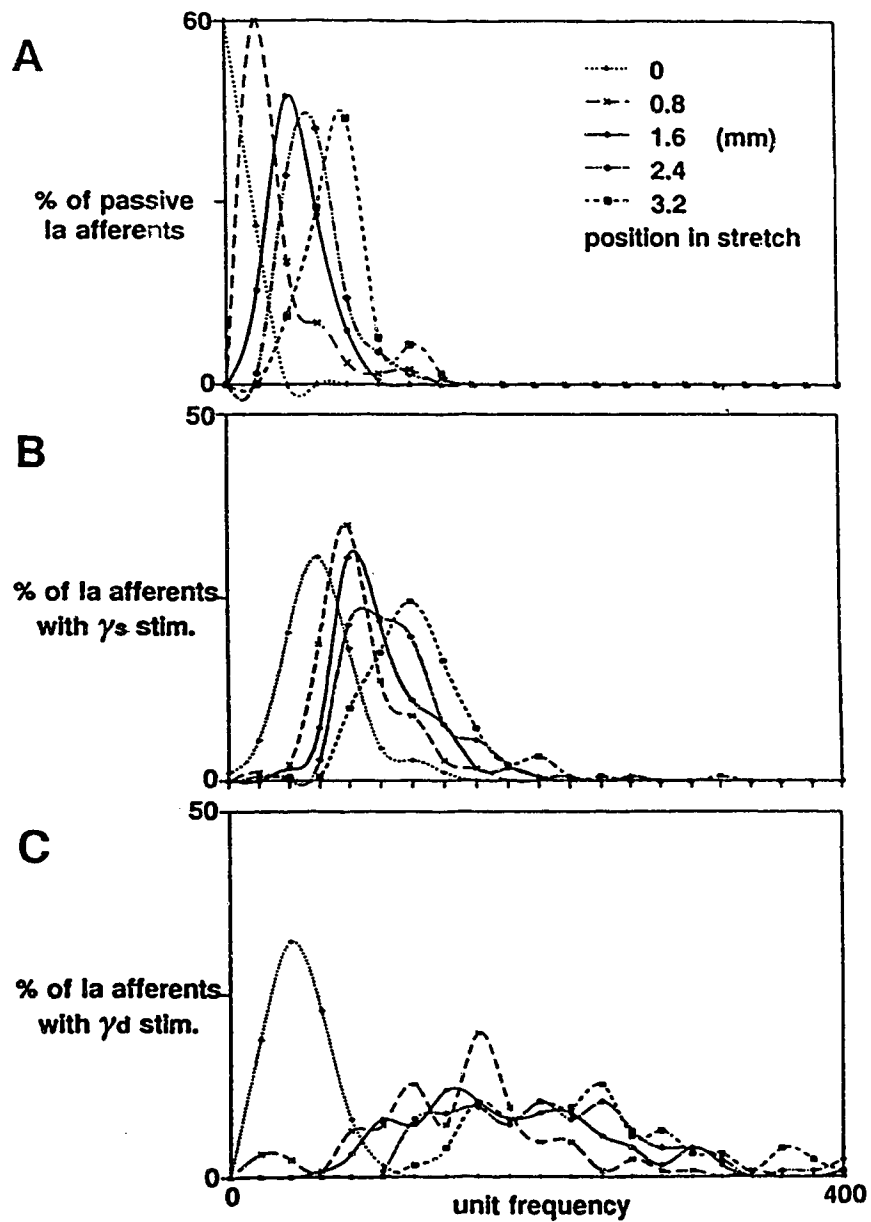 A
60
0
0.8
1.6 (mm)
2.4
3.2
position in stretch
% of passive
Ia afferents
0
B
50
% of Ia afferents
with γs stim.
0
C
50
% of Ia afferents
with γd stim.
0
0
unit frequency
400